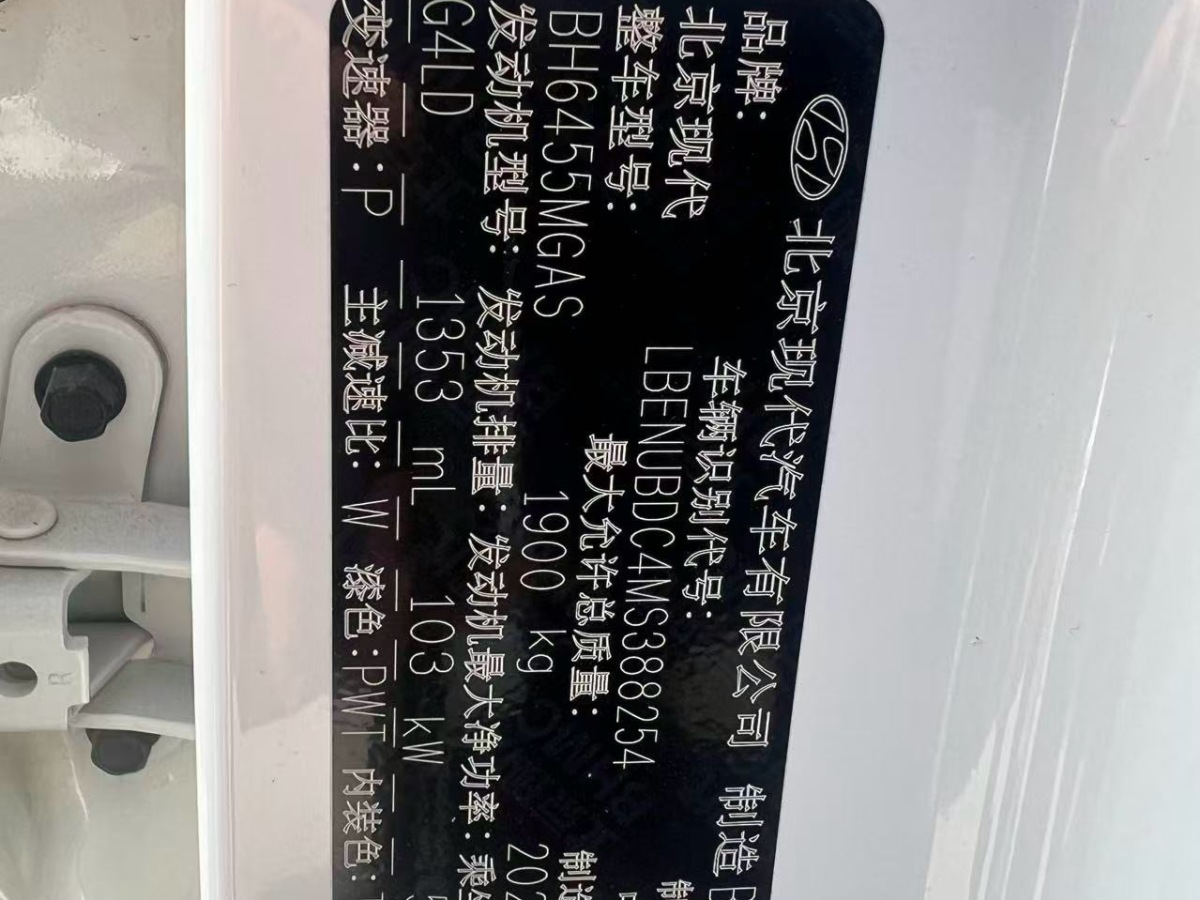 北京现代汽车有限公司 制造
品牌: 车辆识别代号: 制
北京现代 LBENUBDC4MS388254
整车型号: 最大允许总质量: 制造
BH6455MGAS 1900 kg 202
发动机型号: 发动机排量: 发动机最大净功率: 乘
G4LD 1353 mL 103 kW
变速器: P 主减速比: W 漆色: PWT 内装色:
R